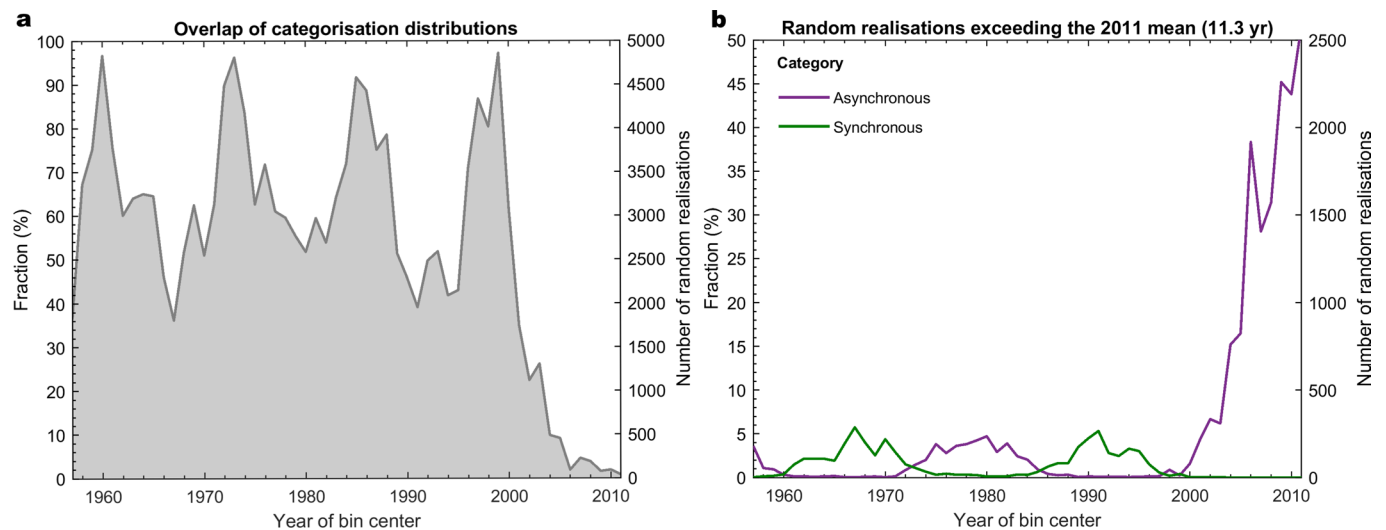 a
Overlap of categorisation distributions
100
90
80
70
60
50
40
30
20
10
0
Fraction (%)
5000
4500
4000
3500
3000
2500
2000
1500
1000
500
0
Number of random realisations
1960 1970 1980 1990 2000 2010
Year of bin center
b
Random realisations exceeding the 2011 mean (11.3 yr)
50
45
40
35
30
25
20
15
10
5
0
Fraction (%)
Category
Asynchronous
Synchronous
2500
2000
1500
1000
500
0
Number of random realisations
1960 1970 1980 1990 2000 2010
Year of bin center